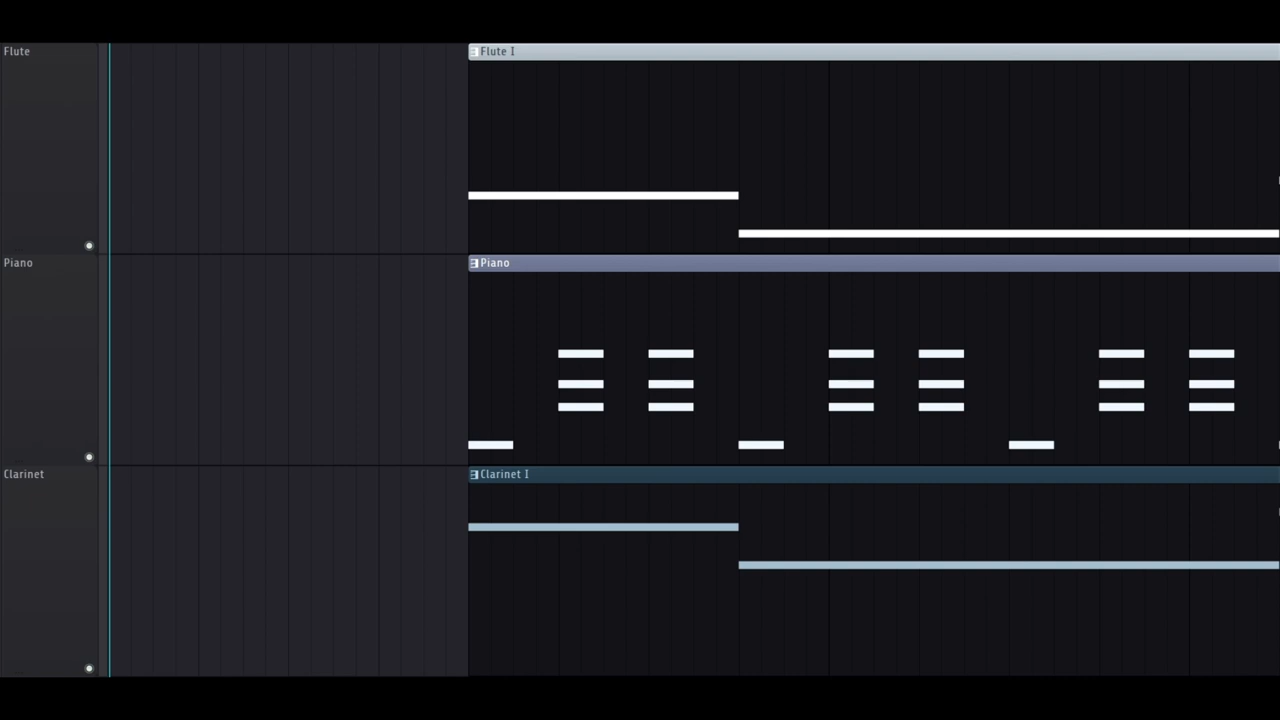 Flute
Flute I
Piano
Piano
Clarinet
Clarinet I